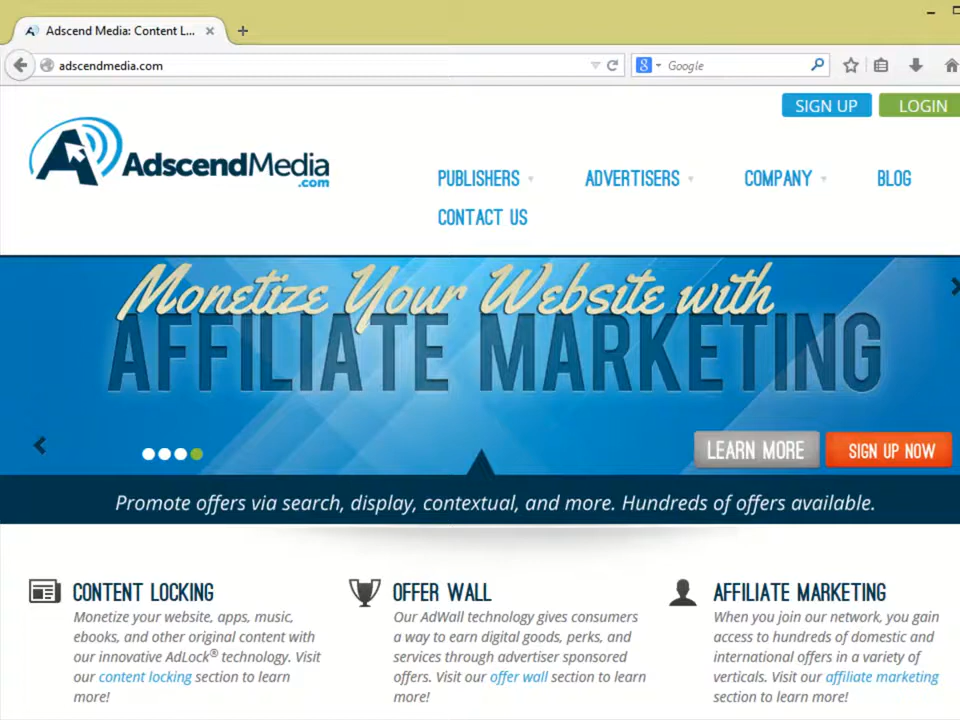 Adscend Media: Content L...
adscendmedia.com
Google
SIGN UP
LOGIN
AdscendMedia
.com
PUBLISHERS
ADVERTISERS
COMPANY
BLOG
CONTACT US
Monetize Your Website with
AFFILIATE MARKETING
LEARN MORE
SIGN UP NOW
Promote offers via search, display, contextual, and more. Hundreds of offers available.
CONTENT LOCKING
Monetize your website, apps, music,
ebooks, and other original content with
our innovative AdLock® technology. Visit
our content locking section to learn
more!
OFFER WALL
Our AdWall technology gives consumers
a way to earn digital goods, perks, and
services through advertiser sponsored
offers. Visit our offer wall section to learn
more!
AFFILIATE MARKETING
When you join our network, you gain
access to hundreds of domestic and
international offers in a variety of
verticals. Visit our affiliate marketing
section to learn more!